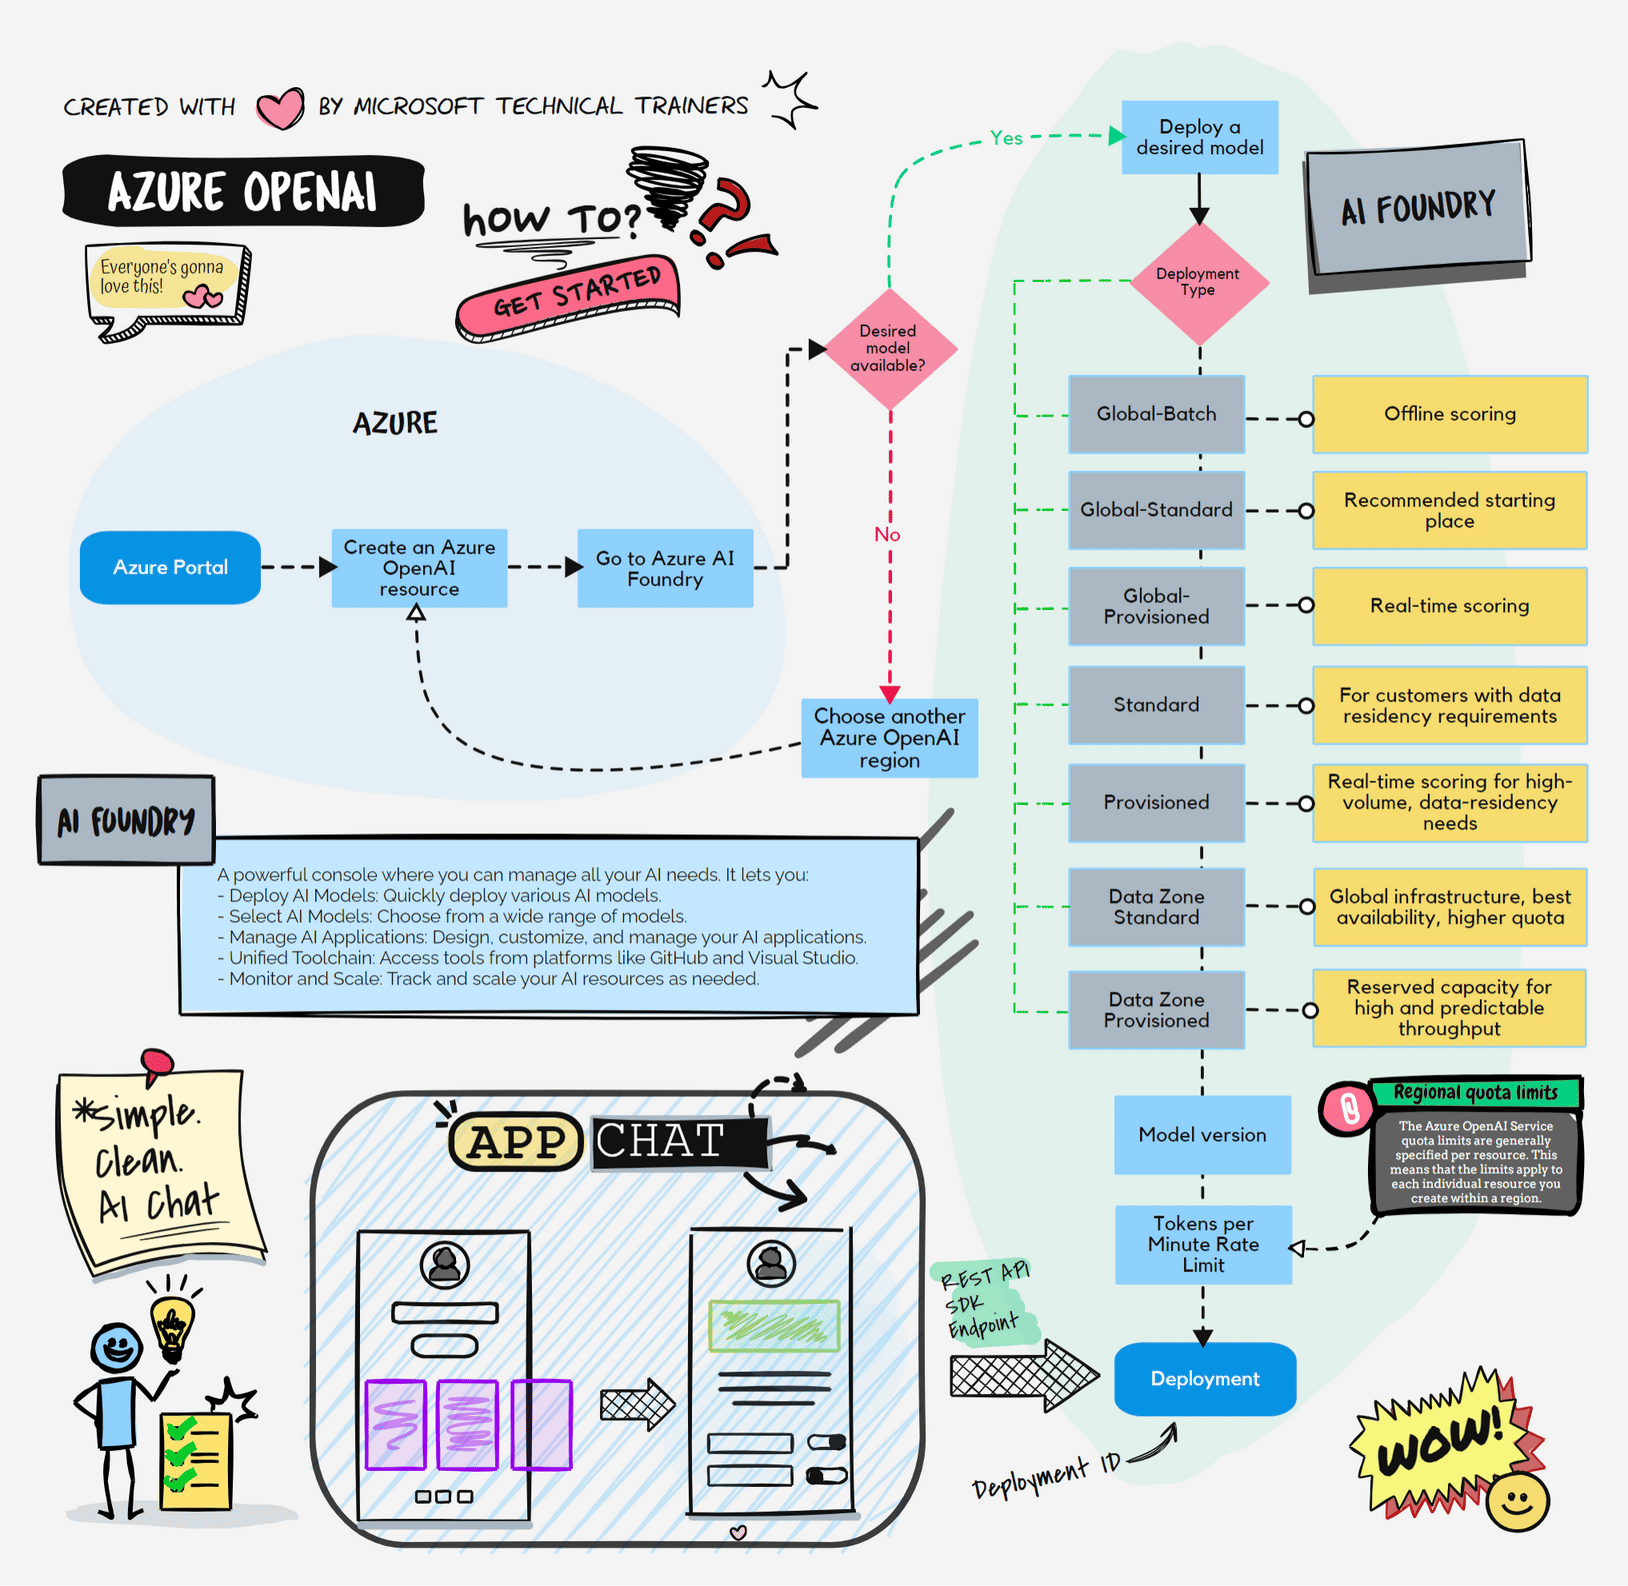 CREATED WITH BY MICROSOFT TECHNICAL TRAINERS
AZURE OPENAI
Everyone's gonna
love this!
HOW TO?
GET STARTED
AZURE
Azure Portal
Create an Azure
OpenAI
resource
Go to Azure AI
Foundry
Desired
model
available?
Yes
No
Choose another
Azure OpenAI
region
Deploy a
desired model
AI FOUNDRY
Deployment
Type
Global-Batch
Offline scoring
Global-Standard
Recommended starting
place
Global-
Provisioned
Real-time scoring
Standard
For customers with data
residency requirements
Provisioned
Real-time scoring for high-
volume, data-residency
needs
Data Zone
Standard
Global infrastructure, best
availability, higher quota
Data Zone
Provisioned
Reserved capacity for
high and predictable
throughput
Model version
Regional quota limits
The Azure OpenAI Service
quota limits are generally
specified per resource. This
means that the limits apply to
each individual resource you
create within a region.
Tokens per
Minute Rate
Limit
Deployment
Deployment ID
REST API
SDK
Endpoint
AI FOUNDRY
A powerful console where you can manage all your AI needs. It lets you:
- Deploy AI Models: Quickly deploy various AI models.
- Select AI Models: Choose from a wide range of models.
- Manage AI Applications: Design, customize, and manage your AI applications.
- Unified Toolchain: Access tools from platforms like GitHub and Visual Studio.
- Monitor and Scale: Track and scale your AI resources as needed.
*Simple.
Clean.
AI Chat
idea
APP CHAT
WOW!